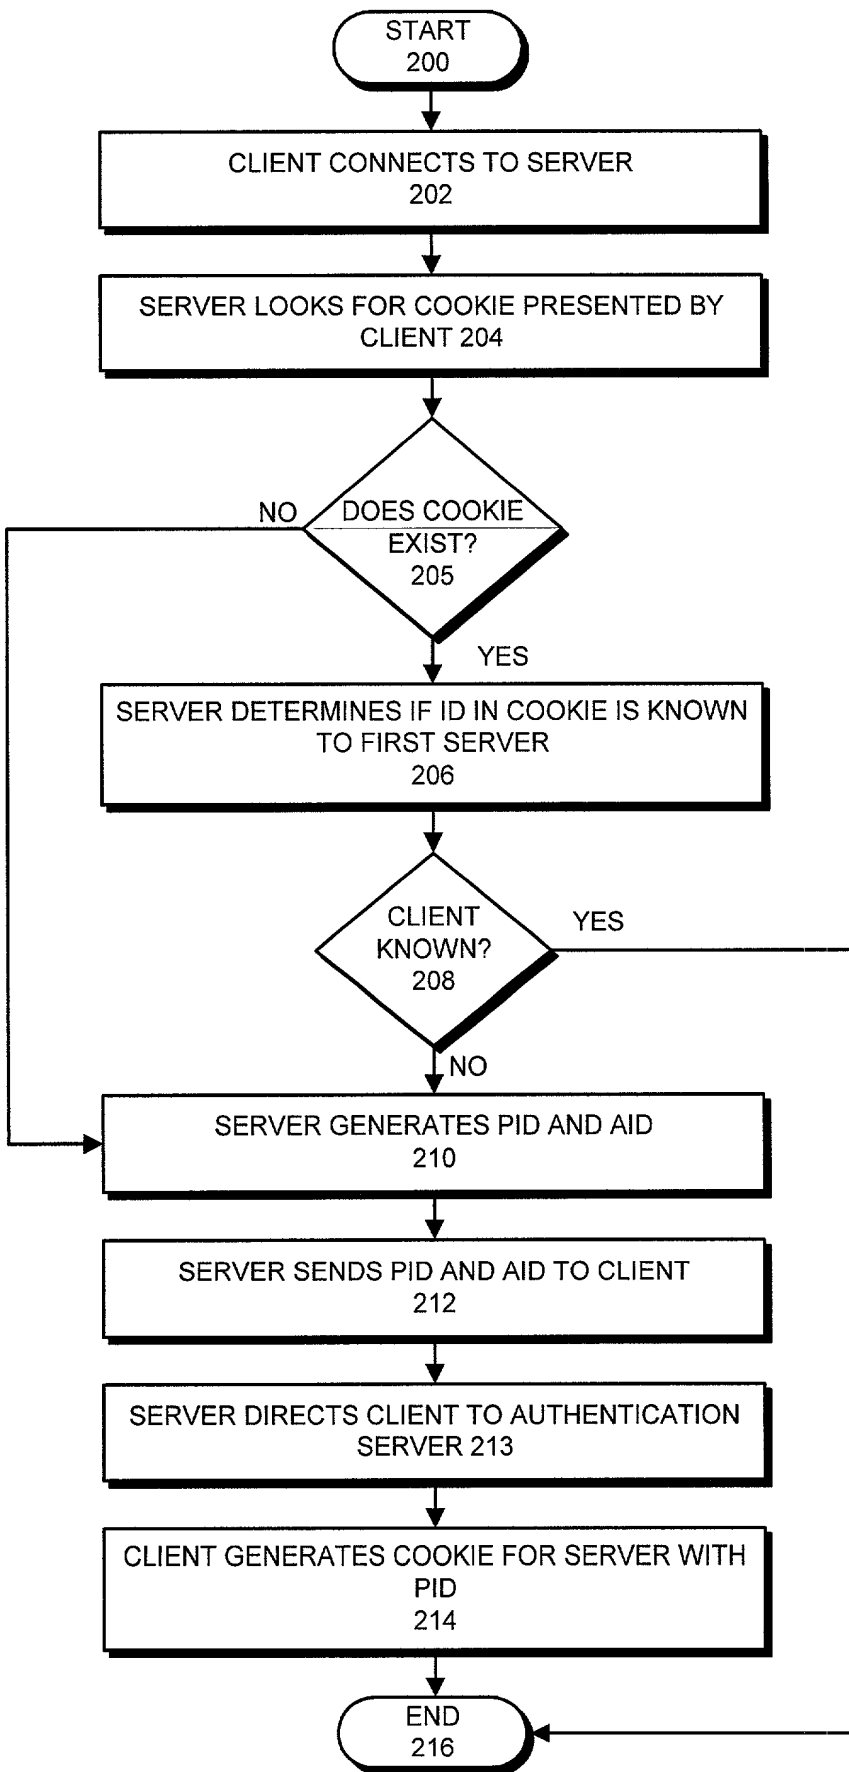 START
200
CLIENT CONNECTS TO SERVER
202
SERVER LOOKS FOR COOKIE PRESENTED BY
CLIENT 204
NO
DOES COOKIE
EXIST?
205
YES
SERVER DETERMINES IF ID IN COOKIE IS KNOWN
TO FIRST SERVER
206
CLIENT
KNOWN?
208
YES
NO
SERVER GENERATES PID AND AID
210
SERVER SENDS PID AND AID TO CLIENT
212
SERVER DIRECTS CLIENT TO AUTHENTICATION
SERVER 213
CLIENT GENERATES COOKIE FOR SERVER WITH
PID
214
END
216